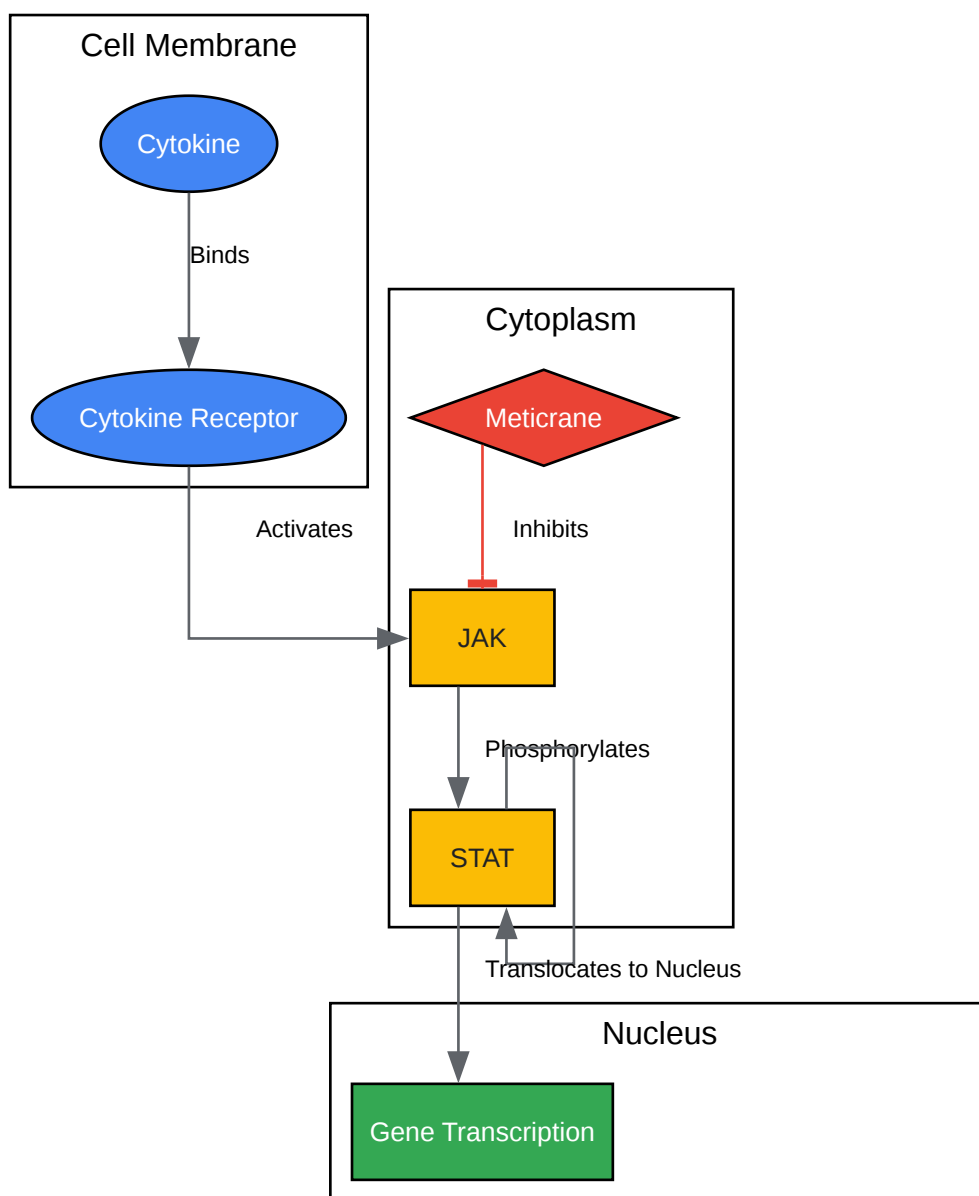 Cell Membrane
Cytokine
Binds
Cytokine Receptor
Cytoplasm
Meticrane
Activates
Inhibits
JAK
Phosphorylates
STAT
Translocates to Nucleus
Nucleus
Gene Transcription